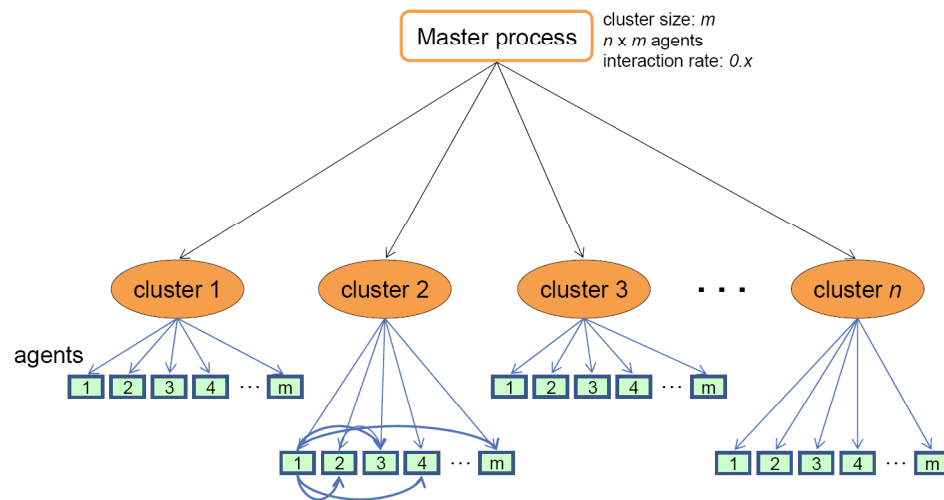 Master process
cluster size: m
n x m agents
interaction rate: 0.x
cluster 1
cluster 2
cluster 3
. . .
cluster n
agents
1 2 3 4 ... m
1 2 3 4 ... m
1 2 3 4 ... m
1 2 3 4 ... m